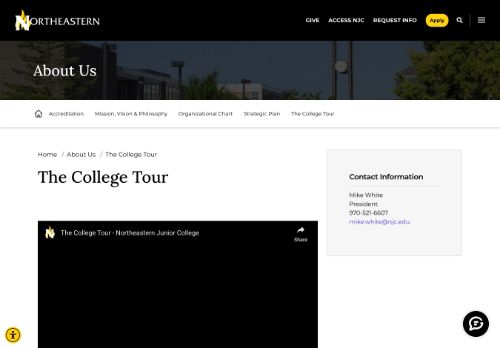 NORTHEASTERN
GIVE ACCESS NJC REQUEST INFO Apply
About Us
Accreditation Mission, Vision & Philosophy Organizational Chart Strategic Plan The College Tour
Home / About Us / The College Tour
The College Tour
The College Tour - Northeastern Junior College
Share
Contact Information
Mike White
President
970-521-6607
mike.white@njc.edu